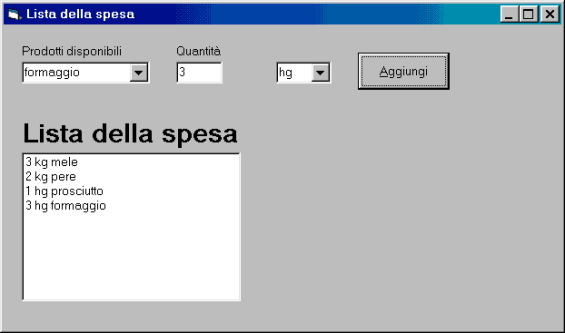 Lista della spesa
Prodotti disponibili
Quantità
formaggio
3
hg
Aggiungi
Lista della spesa
3 kg mele
2 kg pere
1 hg prosciutto
3 hg formaggio